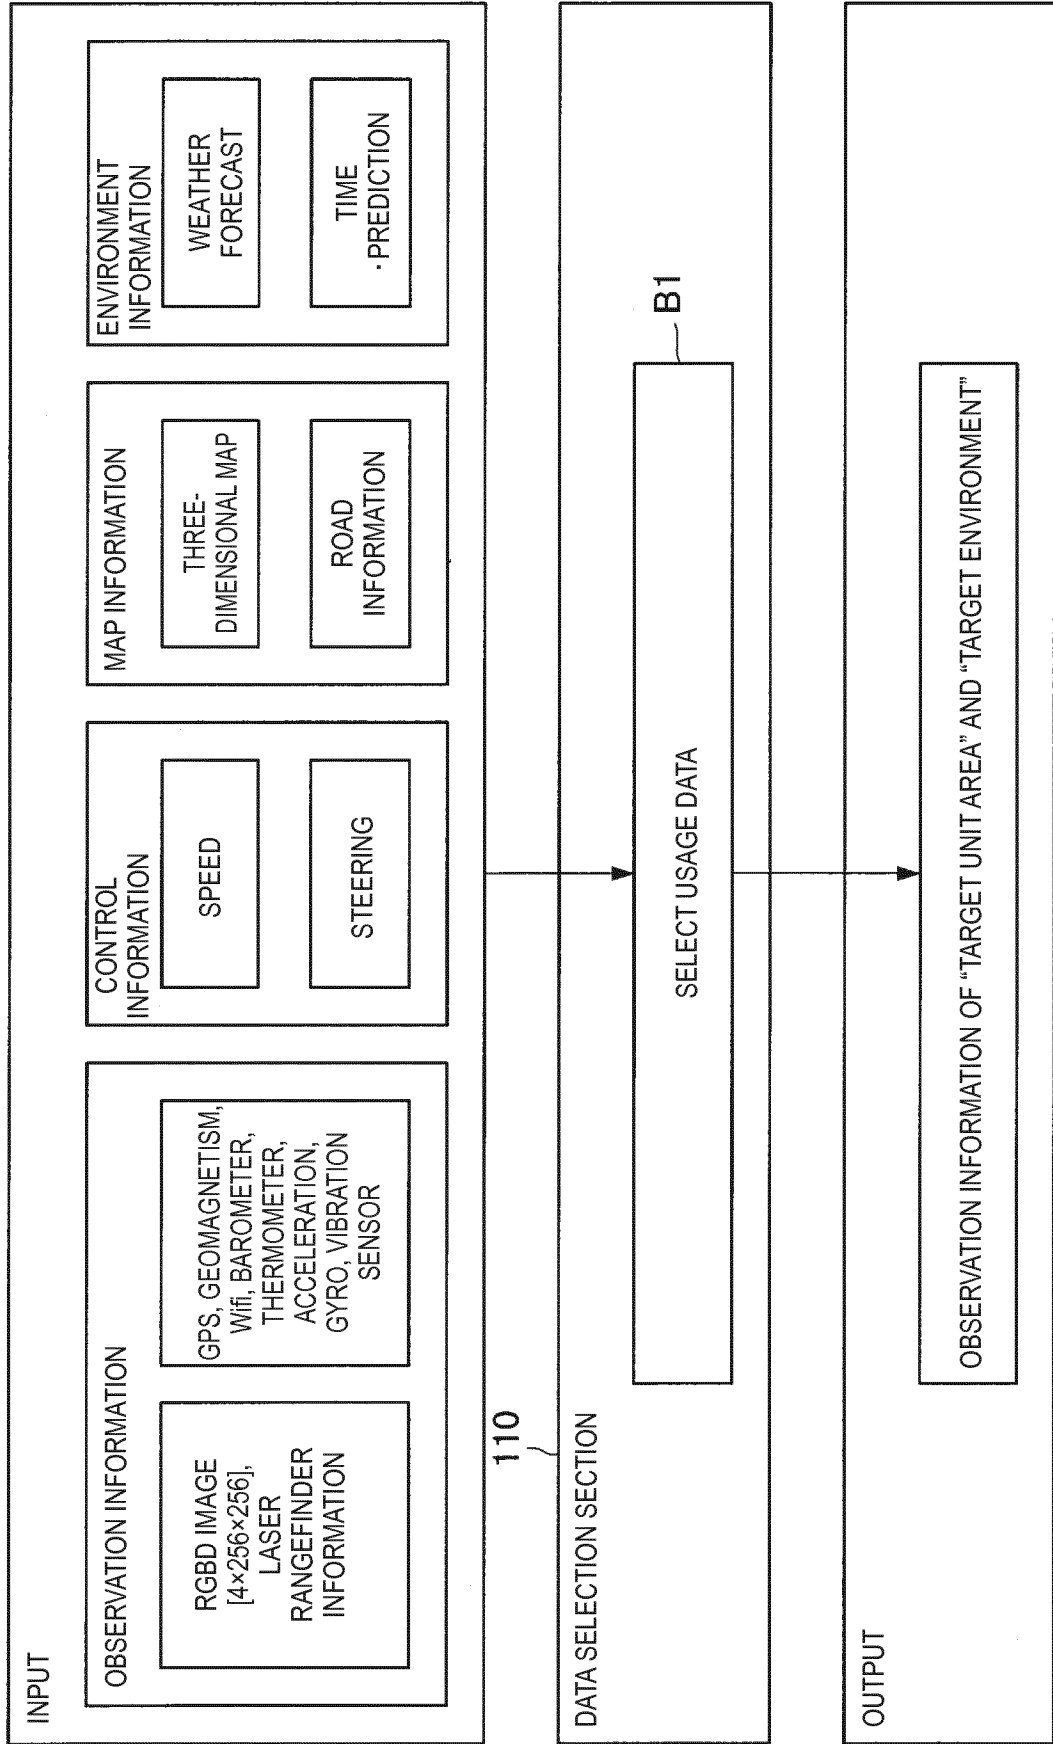 INPUT
OBSERVATION INFORMATION
RGBD IMAGE
[4×256×256],
LASER
RANGEFINDER
INFORMATION
GPS, GEOMAGNETISM,
Wifi, BAROMETER,
THERMOMETER,
ACCELERATION,
GYRO, VIBRATION
SENSOR
CONTROL
INFORMATION
SPEED
STEERING
MAP INFORMATION
THREE-
DIMENSIONAL MAP
ROAD
INFORMATION
ENVIRONMENT
INFORMATION
WEATHER
FORECAST
TIME
·PREDICTION
110
DATA SELECTION SECTION
SELECT USAGE DATA
B1
OUTPUT
OBSERVATION INFORMATION OF “TARGET UNIT AREA” AND “TARGET ENVIRONMENT”